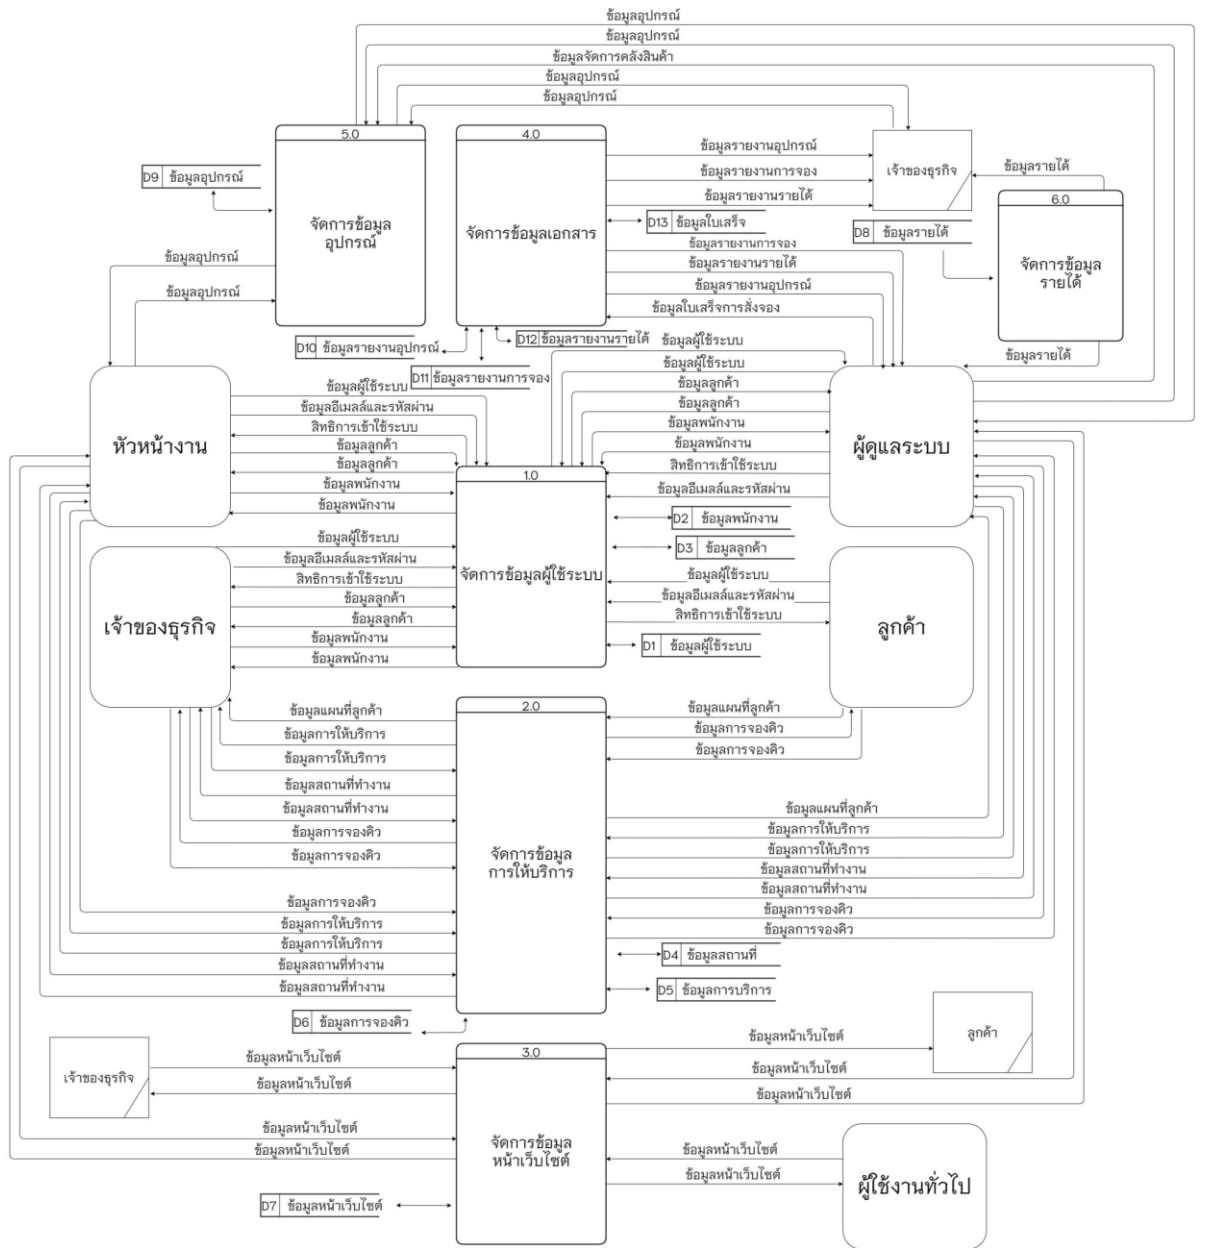 ข้อมูลอุปกรณ์
ข้อมูลอุปกรณ์
ข้อมูลจัดการคลังสินค้า
ข้อมูลอุปกรณ์
ข้อมูลอุปกรณ์
5.0
จัดการข้อมูล
อุปกรณ์
4.0
จัดการข้อมูลเอกสาร
ข้อมูลรายงานอุปกรณ์
ข้อมูลรายงานการจอง
ข้อมูลรายงานรายได้
เจ้าของธุรกิจ
ข้อมูลรายได้
6.0
จัดการข้อมูล
รายได้
D9 ข้อมูลอุปกรณ์
D13 ข้อมูลใบเสร็จ
D8 ข้อมูลรายได้
ข้อมูลอุปกรณ์
ข้อมูลอุปกรณ์
ข้อมูลรายงานการจอง
ข้อมูลรายงานรายได้
ข้อมูลรายงานอุปกรณ์
ข้อมูลใบเสร็จการสั่งจอง
D10 ข้อมูลรายงานอุปกรณ์
D12 ข้อมูลรายงานรายได้
D11 ข้อมูลรายงานการจอง
ข้อมูลรายได้
หัวหน้างาน
ข้อมูลผู้ใช้ระบบ
ข้อมูลอีเมลล์และรหัสผ่าน
สิทธิการเข้าใช้ระบบ
ข้อมูลลูกค้า
ข้อมูลลูกค้า
ข้อมูลพนักงาน
ข้อมูลพนักงาน
ข้อมูลผู้ใช้ระบบ
ข้อมูลผู้ใช้ระบบ
ข้อมูลลูกค้า
ข้อมูลลูกค้า
ข้อมูลพนักงาน
ข้อมูลพนักงาน
สิทธิการเข้าใช้ระบบ
ข้อมูลอีเมลล์และรหัสผ่าน
ผู้ดูแลระบบ
1.0
จัดการข้อมูลผู้ใช้ระบบ
D2 ข้อมูลพนักงาน
D3 ข้อมูลลูกค้า
เจ้าของธุรกิจ
ข้อมูลผู้ใช้ระบบ
ข้อมูลอีเมลล์และรหัสผ่าน
สิทธิการเข้าใช้ระบบ
ข้อมูลลูกค้า
ข้อมูลลูกค้า
ข้อมูลพนักงาน
ข้อมูลพนักงาน
ข้อมูลผู้ใช้ระบบ
ข้อมูลอีเมลล์และรหัสผ่าน
สิทธิการเข้าใช้ระบบ
ลูกค้า
D1 ข้อมูลผู้ใช้ระบบ
2.0
จัดการข้อมูล
การให้บริการ
ข้อมูลแผนที่ลูกค้า
ข้อมูลการให้บริการ
ข้อมูลการให้บริการ
ข้อมูลสถานที่ทำงาน
ข้อมูลสถานที่ทำงาน
ข้อมูลการจองคิว
ข้อมูลการจองคิว
ข้อมูลแผนที่ลูกค้า
ข้อมูลการจองคิว
ข้อมูลการจองคิว
ข้อมูลแผนที่ลูกค้า
ข้อมูลการให้บริการ
ข้อมูลการให้บริการ
ข้อมูลสถานที่ทำงาน
ข้อมูลสถานที่ทำงาน
ข้อมูลการจองคิว
ข้อมูลการจองคิว
ข้อมูลการจองคิว
ข้อมูลการให้บริการ
ข้อมูลการให้บริการ
ข้อมูลสถานที่ทำงาน
ข้อมูลสถานที่ทำงาน
D4 ข้อมูลสถานที่
D5 ข้อมูลการบริการ
D6 ข้อมูลการจองคิว
3.0
จัดการข้อมูล
หน้าเว็บไซต์
เจ้าของธุรกิจ
ข้อมูลหน้าเว็บไซต์
ข้อมูลหน้าเว็บไซต์
ข้อมูลหน้าเว็บไซต์
ข้อมูลหน้าเว็บไซต์
ข้อมูลหน้าเว็บไซต์
ลูกค้า
ข้อมูลหน้าเว็บไซต์
ข้อมูลหน้าเว็บไซต์
ข้อมูลหน้าเว็บไซต์
ข้อมูลหน้าเว็บไซต์
ผู้ใช้งานทั่วไป
D7 ข้อมูลหน้าเว็บไซต์